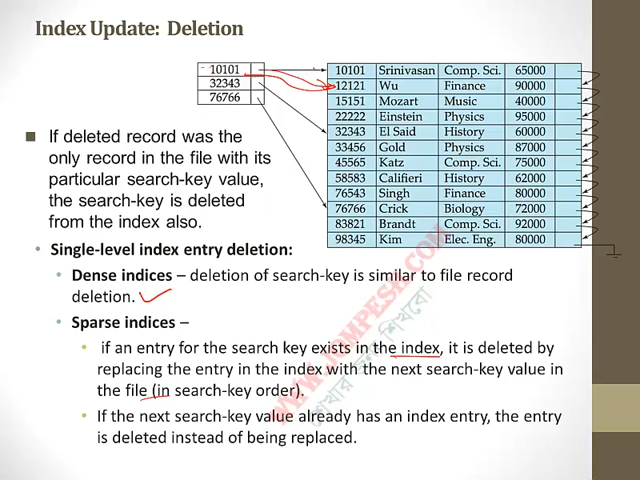 Index Update: Deletion
10101
32343
76766
10101 Srinivasan Comp. Sci. 65000
12121 Wu Finance 90000
15151 Mozart Music 40000
22222 Einstein Physics 95000
32343 El Said History 60000
33456 Gold Physics 87000
45565 Katz Comp. Sci. 75000
58583 Califieri History 62000
76543 Singh Finance 80000
76766 Crick Biology 72000
83821 Brandt Comp. Sci. 92000
98345 Kim Elec. Eng. 80000
If deleted record was the
only record in the file with its
particular search-key value,
the search-key is deleted
from the index also.
• Single-level index entry deletion:
• Dense indices – deletion of search-key is similar to file record
deletion.
• Sparse indices –
• if an entry for the search key exists in the index, it is deleted by
replacing the entry in the index with the next search-key value in
the file (in search-key order).
• If the next search-key value already has an index entry, the entry
is deleted instead of being replaced.